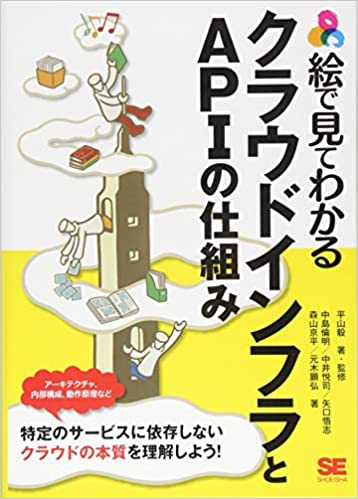 絵で見てわかる
クラウドインフラと
APIの仕組み
平山毅 著・監修
中島倫明／中井悦司／矢口悟志
森山京平／元木顕弘 著
アーキテクチャ、
内部構成、動作原理など
特定のサービスに依存しない
クラウドの本質を理解しよう!
SE
SHOEISHA